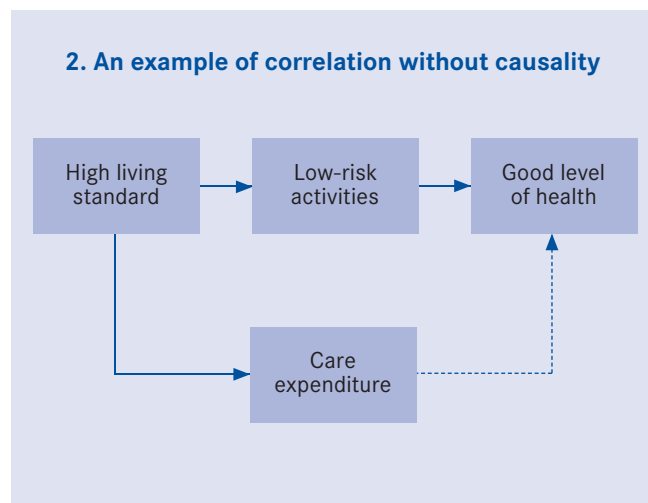 2. An example of correlation without causality
High living
standard
Low-risk
activities
Good level
of health
Care
expenditure